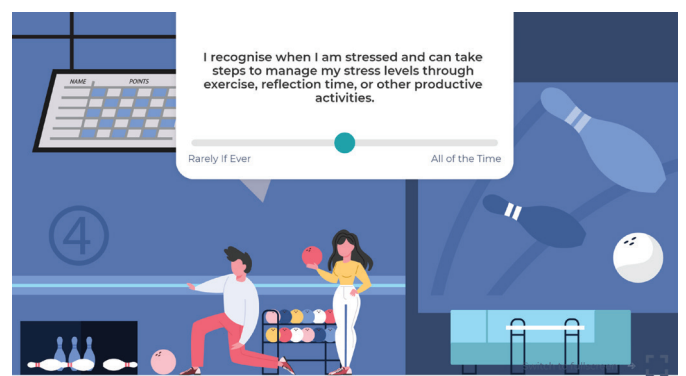 I recognise when I am stressed and can take
steps to manage my stress levels through
exercise, reflection time, or other productive
activities.
Rarely If Ever All of the Time
NAME POINTS
4